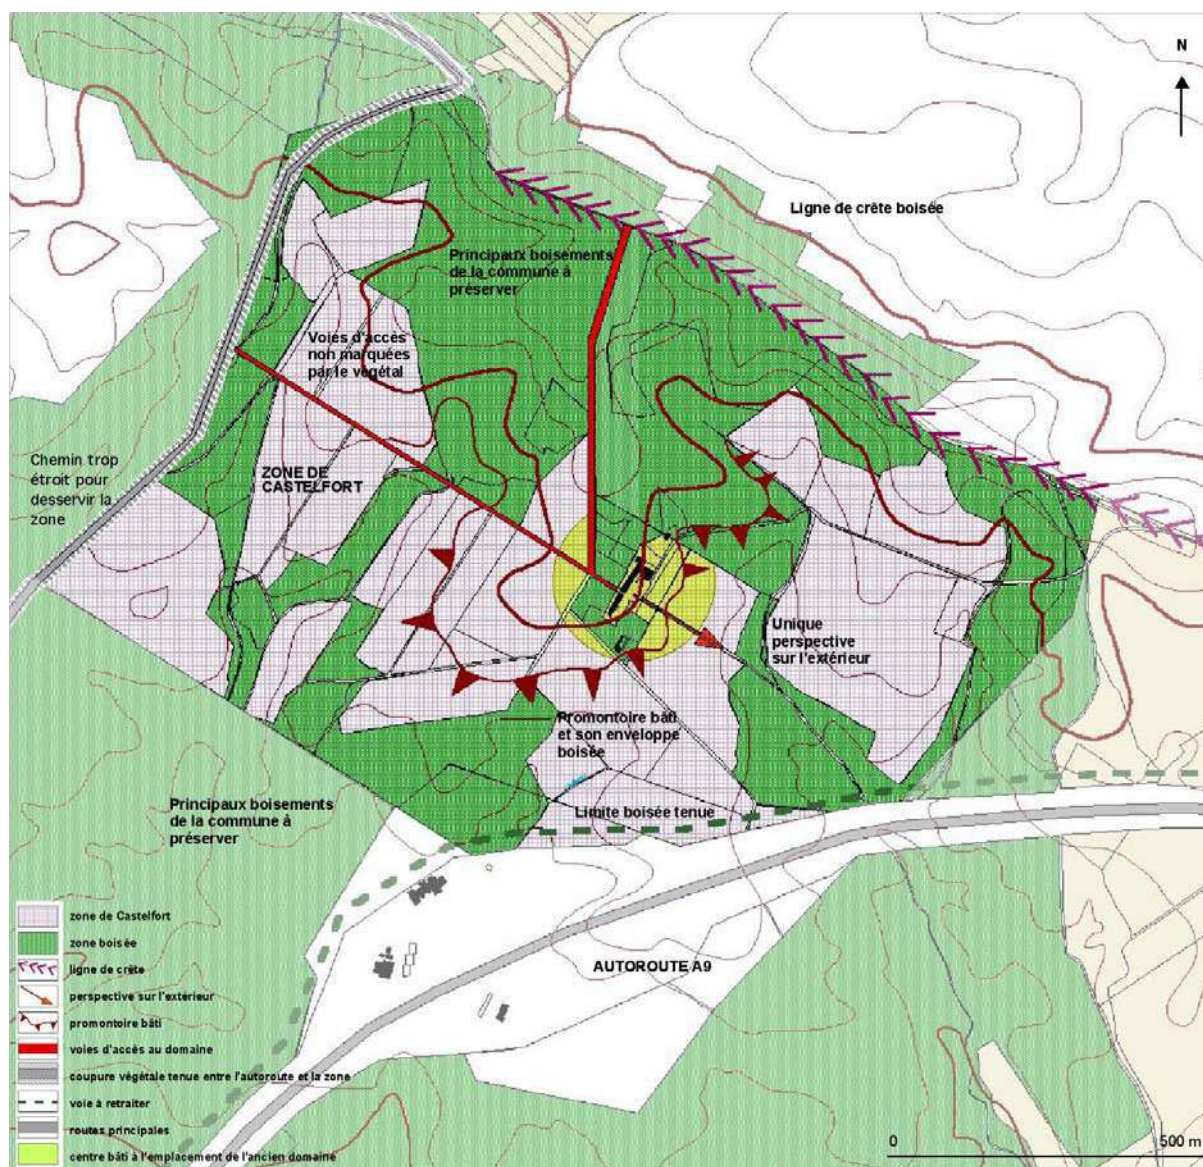 N
Ligne de crête boisée
Principaux boisements
de la commune à
préserver
Voies d'accès
non marquées
par le végétal
Chemin trop
étroit pour
desservir la
zone
ZONE DE
CASTELFORT
Unique
perspective
sur l'extérieur
Promontoire bâti
et son enveloppe
boisée
Principaux boisements
de la commune à
préserver
Limite boisée tenue
AUTOROUTE A9
zone de Castelfort
zone boisée
ligne de crête
perspective sur l'extérieur
promontoire bâti
voies d'accès au domaine
coupure végétale tenue entre l'autoroute et la zone
voie à retraiter
routes principales
centre bâti à l'emplacement de l'ancien domaine
0 500 m